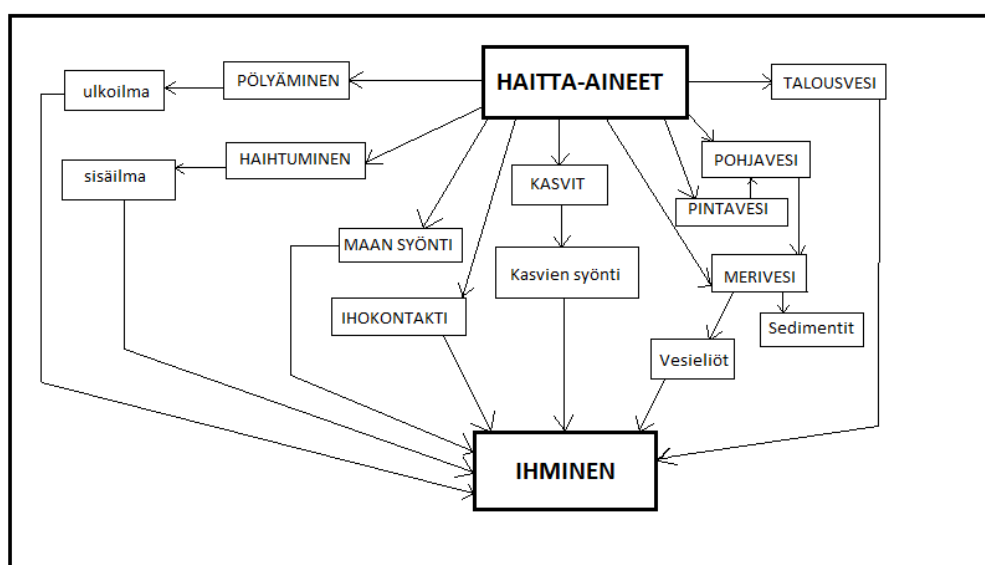 HAITTA-AINEET
PÖLYÄMINEN
ulkoilma
TALOUSVESI
HAIHTUMINEN
sisäilma
POHJAVESI
KASVIT
PINTAVESI
MAAN SYÖNTI
Kasvien syönti
MERIVESI
IHOKONTAKTI
Sedimentit
Vesieliöt
IHMINEN